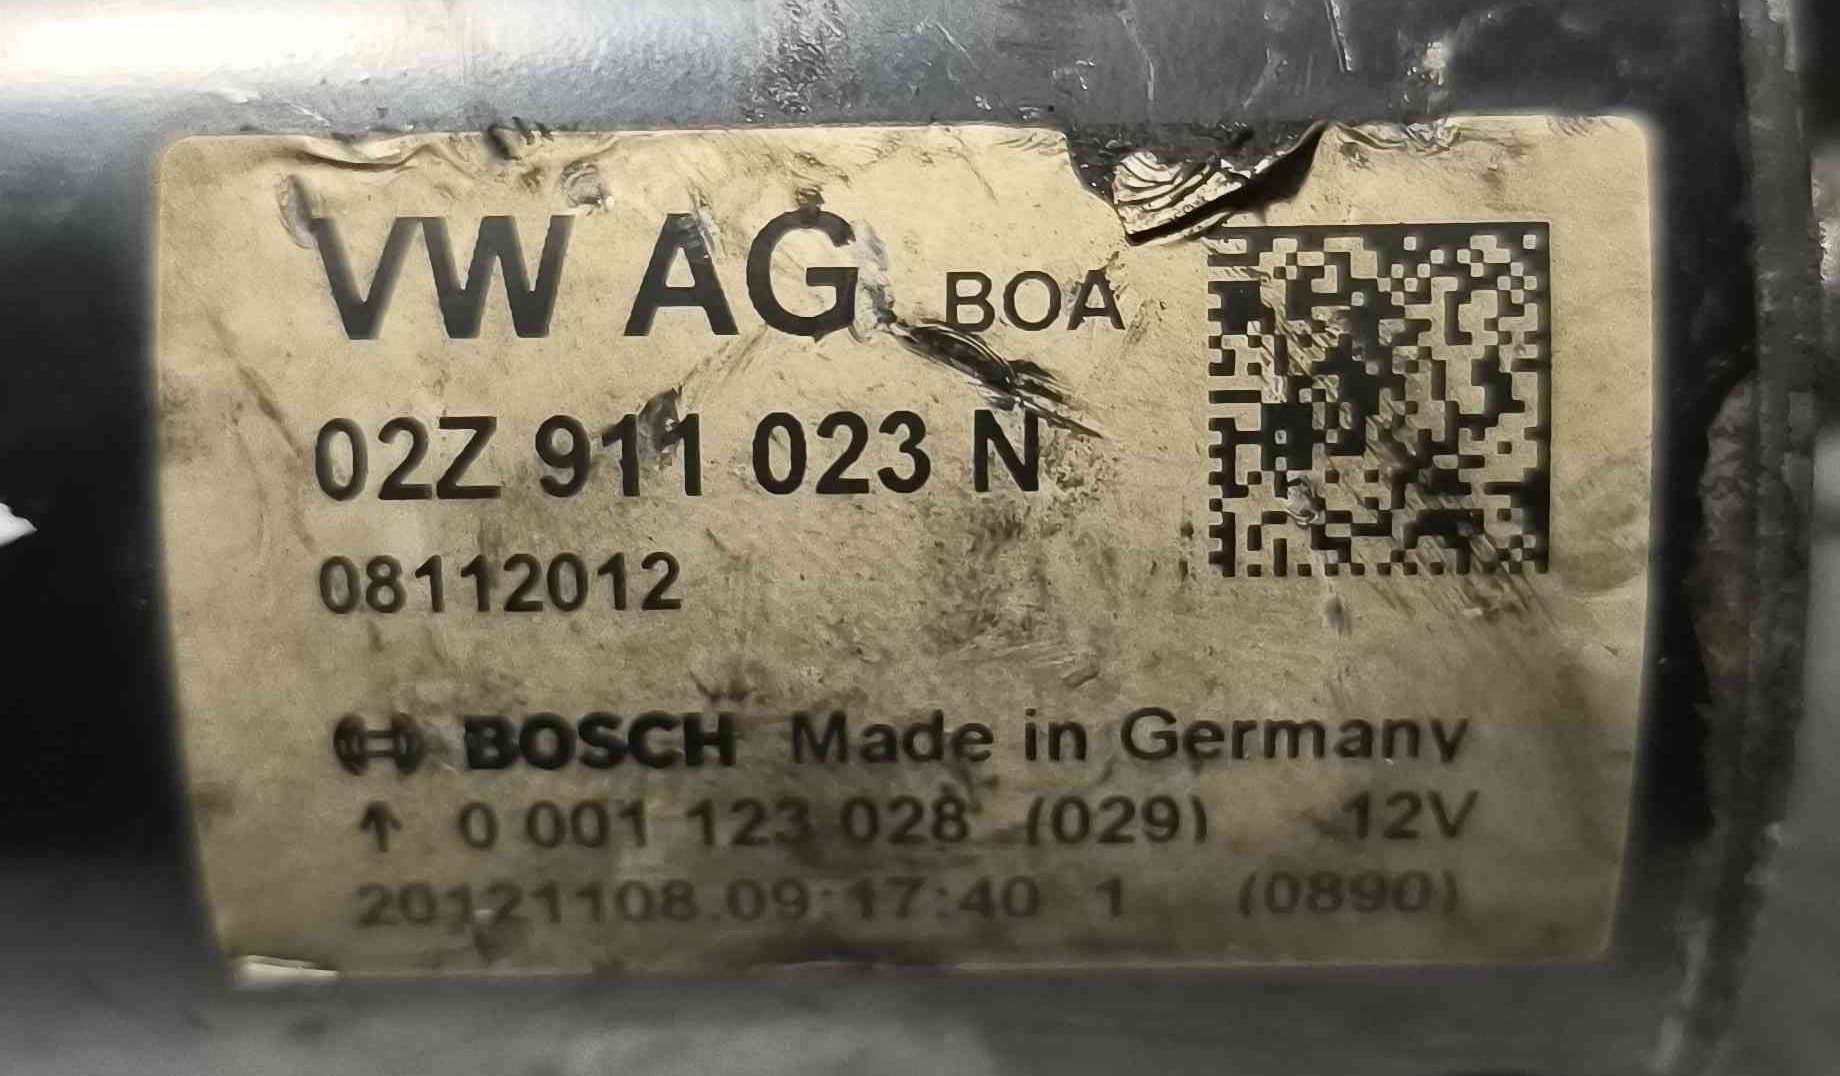 VW AG BOA
02Z 911 023 N
08112012
BOSCH Made in Germany
↑ 0 001 123 028 (029) 12V
20121108.09:17:40 1 (0890)